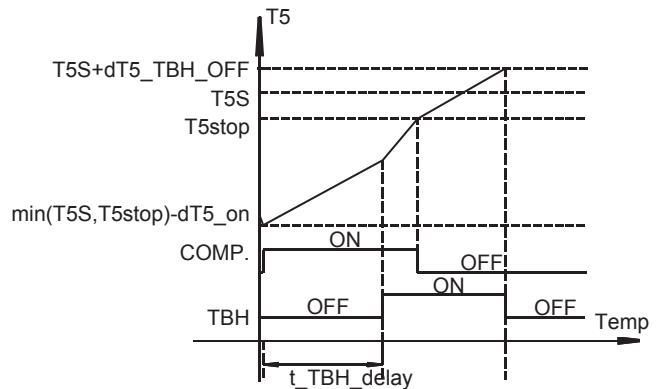 T5
T5S+dT5_TBH_OFF
T5S
T5stop
min(T5S,T5stop)-dT5_on
COMP.
ON
OFF
TBH
OFF
ON
OFF
Temp
t_TBH_delay